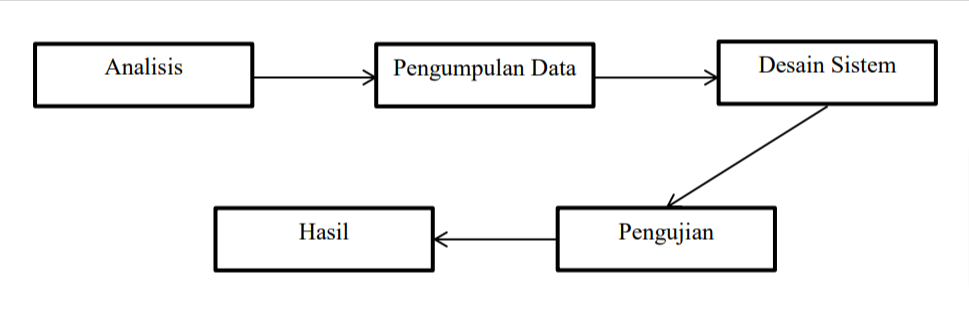 Analisis
Pengumpulan Data
Desain Sistem
Pengujian
Hasil